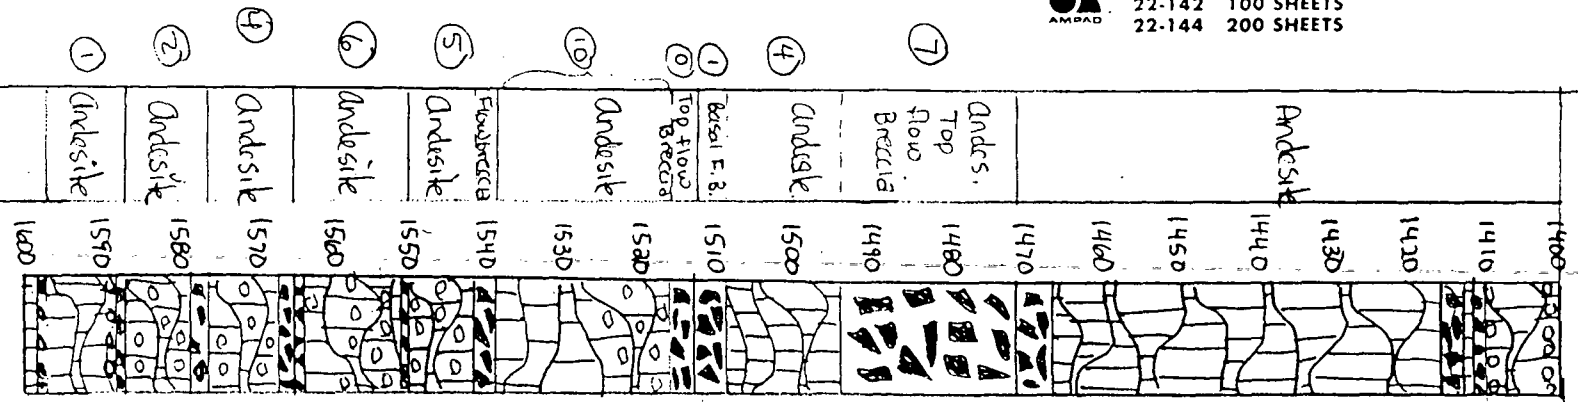 22-142 100 SHEETS
AMPAD
22-144 200 SHEETS
1
2
4
6
5
10
0
1
4
7
Andesite
Andesite
Andesite
Andesite
Andesite
Flowbreccia
Andesite
Top flow
Breccia
Basal F.B.
Andesite
Andes.
Top
flow.
Breccia
Andesite
1600
1590
1580
1570
1560
1550
1540
1530
1520
1510
1500
1490
1480
1470
1460
1450
1440
1430
1420
1410
1400